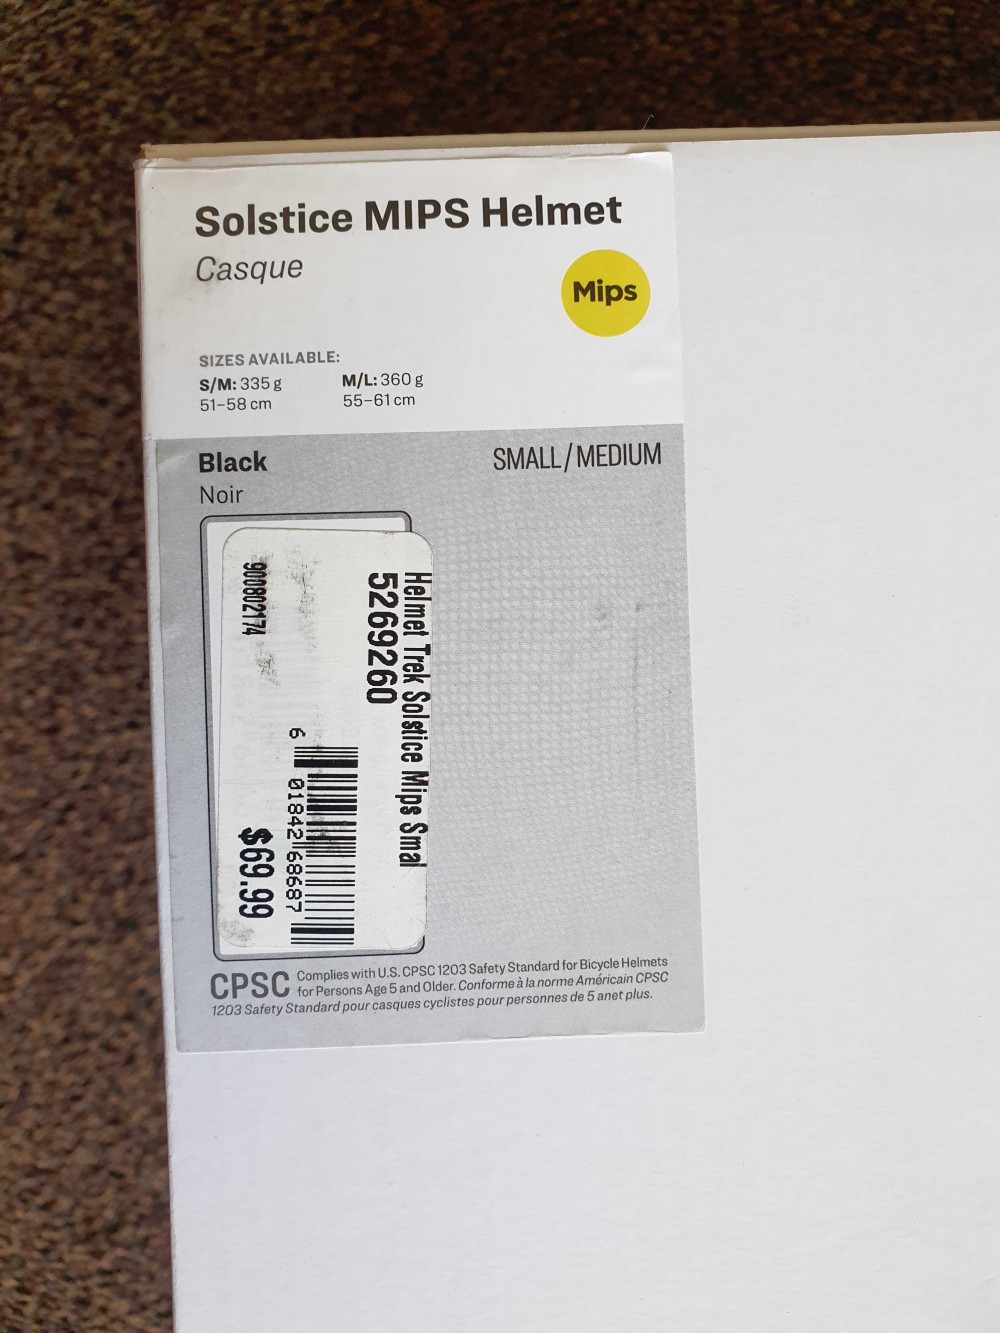 Solstice MIPS Helmet
Casque
Mips
SIZES AVAILABLE:
S/M: 335 g
51–58 cm
M/L: 360 g
55–61 cm
Black
SMALL/MEDIUM
Noir
Helmet Trek Solstice Mips Smal
5269260
6 01842 68687
900802174
$69.99
CPSC Complies with U.S. CPSC 1203 Safety Standard for Bicycle Helmets
for Persons Age 5 and Older. Conforme à la norme Américain CPSC
1203 Safety Standard pour casques cyclistes pour personnes de 5 anet plus.